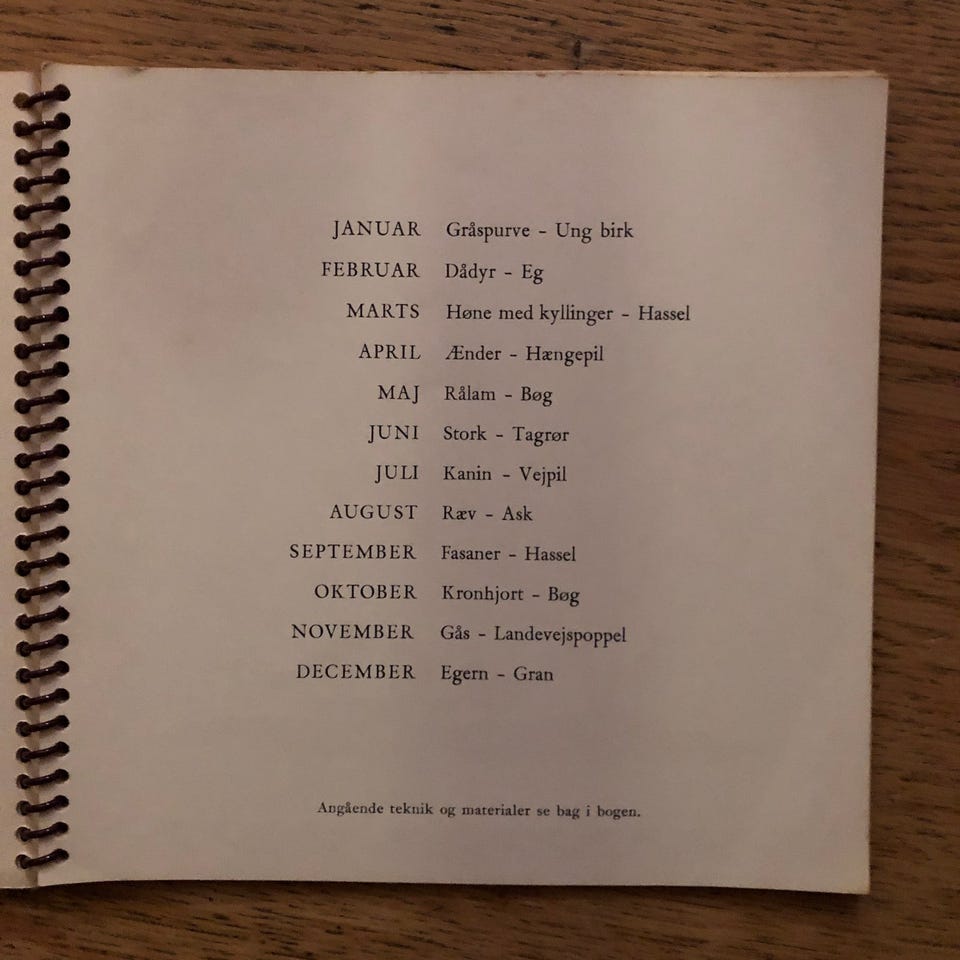 JANUAR Gråspurve - Ung birk
FEBRUAR Dådyr - Eg
MARTS Høne med kyllinger - Hassel
APRIL Ænder - Hængepil
MAJ Rålam - Bøg
JUNI Stork - Tagrør
JULI Kanin - Vejpil
AUGUST Ræv - Ask
SEPTEMBER Fasaner - Hassel
OKTOBER Kronhjort - Bøg
NOVEMBER Gås - Landevejspoppel
DECEMBER Egern - Gran
Angående teknik og materialer se bag i bogen.